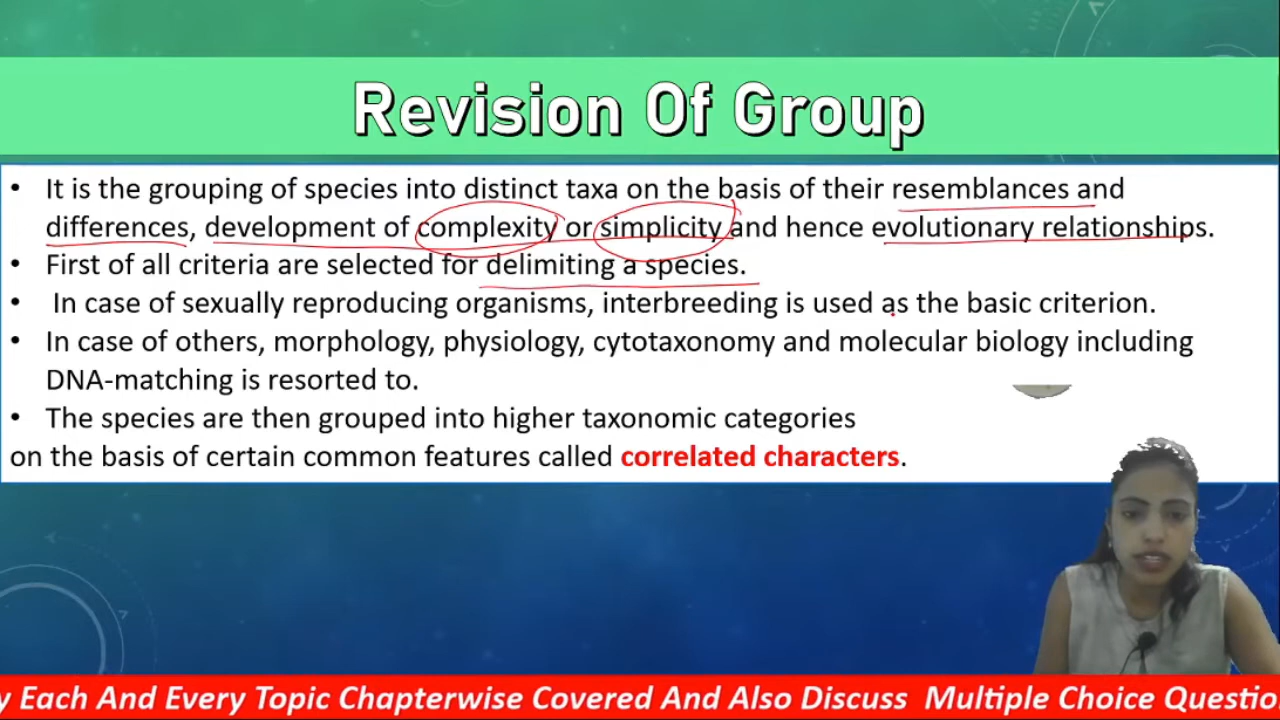 Revision Of Group
• It is the grouping of species into distinct taxa on the basis of their resemblances and
differences, development of complexity or simplicity and hence evolutionary relationships.
• First of all criteria are selected for delimiting a species.
• In case of sexually reproducing organisms, interbreeding is used as the basic criterion.
• In case of others, morphology, physiology, cytotaxonomy and molecular biology including
DNA-matching is resorted to.
• The species are then grouped into higher taxonomic categories
on the basis of certain common features called correlated characters.
y Each And Every Topic Chapterwise Covered And Also Discuss Multiple Choice Questio